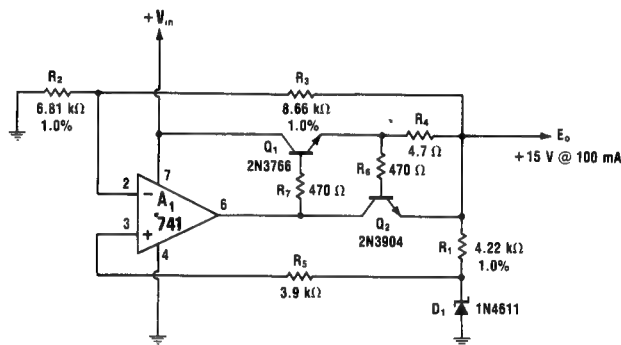 + Vin
R2
6.81 kΩ
1.0%
R3
8.66 kΩ
1.0%
R4
4.7 Ω
Eo
+15 V @ 100 mA
Q1
2N3766
R6
470 Ω
R7
470 Ω
7
2
−
A1
741
6
3
+
4
Q2
2N3904
R1
4.22 kΩ
1.0%
R5
3.9 kΩ
D1
1N4611